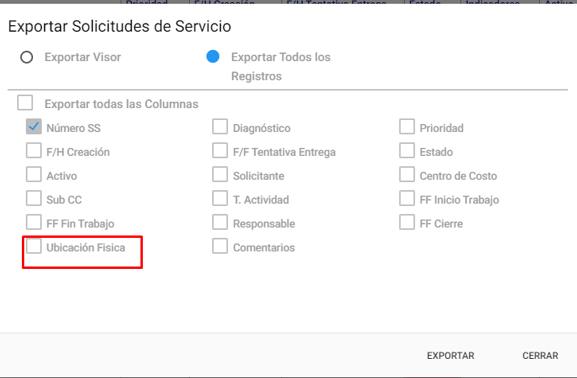 Prioridad F/H Creación F/H Tentativa Entrega Estado Indicadores Activo
Exportar Solicitudes de Servicio
Exportar Visor
Exportar Todos los
Registros
Exportar todas las Columnas
Número SS Diagnóstico Prioridad
F/H Creación F/F Tentativa Entrega Estado
Activo Solicitante Centro de Costo
Sub CC T. Actividad FF Inicio Trabajo
FF Fin Trabajo Responsable FF Cierre
Ubicación Fisica Comentarios
EXPORTAR CERRAR